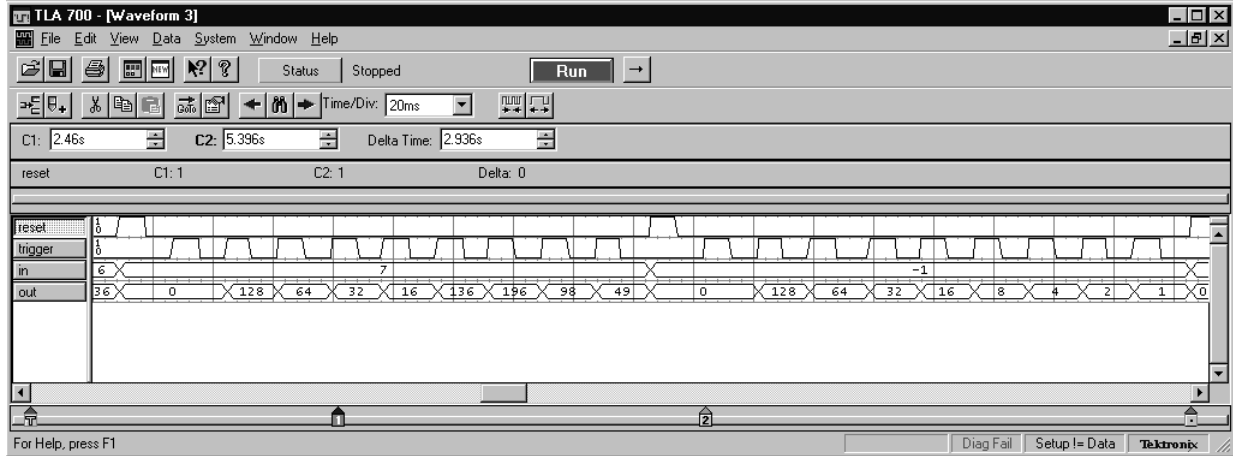 TLA 700 - [Waveform 3]
File Edit View Data System Window Help
NEW Status Stopped Run
GoTo Time/Div: 20ms
C1: 2.46s C2: 5.396s Delta Time: 2.936s
reset C1: 1 C2: 1 Delta: 0
reset 1 0
trigger 1 0
in 6 7 -1
out 36 0 128 64 32 16 136 196 98 49 0 128 64 32 16 8 4 2 1 0
T 1 2
For Help, press F1 Diag Fail Setup != Data Tektronix